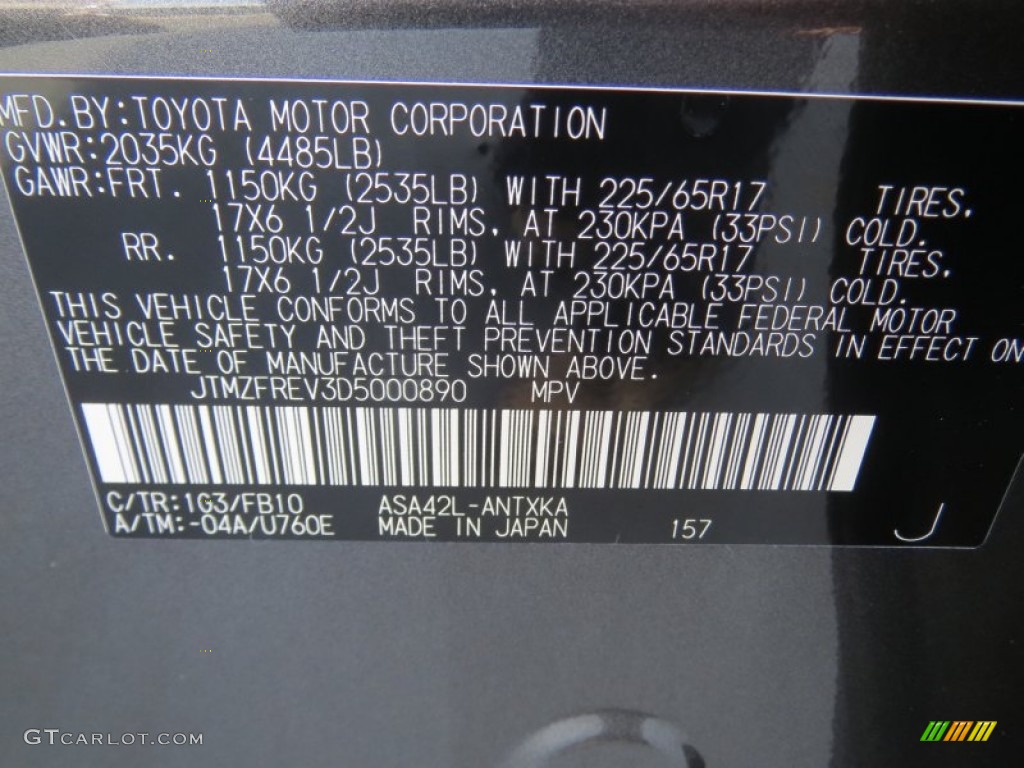 MFD. BY: TOYOTA MOTOR CORPORATION
GVWR: 2035KG (4485LB)
GAWR: FRT. 1150KG (2535LB) WITH 225/65R17 TIRES,
17X6 1/2J RIMS, AT 230KPA (33PSI) COLD.
RR. 1150KG (2535LB) WITH 225/65R17 TIRES,
17X6 1/2J RIMS, AT 230KPA (33PSI) COLD.
THIS VEHICLE CONFORMS TO ALL APPLICABLE FEDERAL MOTOR
VEHICLE SAFETY AND THEFT PREVENTION STANDARDS IN EFFECT ON
THE DATE OF MANUFACTURE SHOWN ABOVE.
JTMZFREV3D5000890 MPV
C/TR: 1G3/FB10 ASA42L-ANTXKA
A/TM: -04A/U760E MADE IN JAPAN 157 J
GTCARLOT.COM